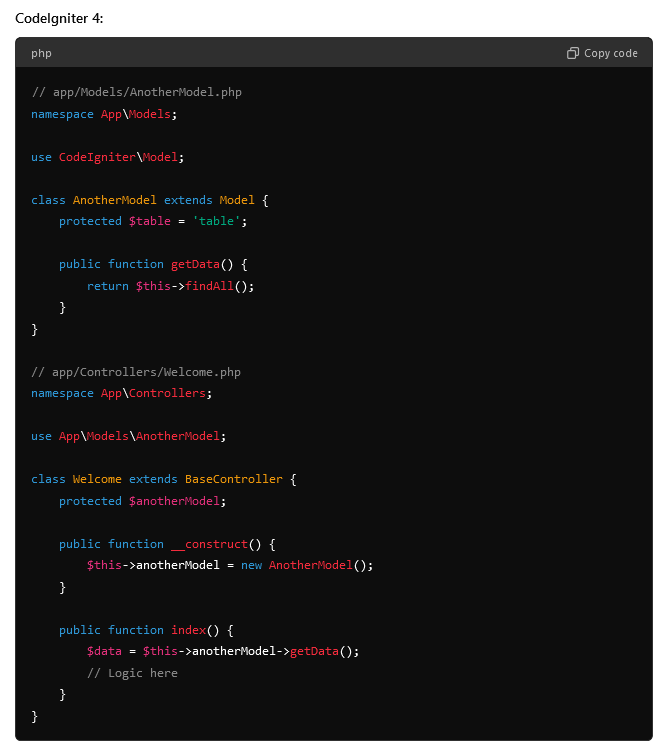 CodeIgniter 4:
php
Copy code
// app/Models/AnotherModel.php
namespace App\Models;
use CodeIgniter\Model;
class AnotherModel extends Model {
    protected $table = 'table';
    public function getData() {
        return $this->findAll();
    }
}
// app/Controllers/Welcome.php
namespace App\Controllers;
use App\Models\AnotherModel;
class Welcome extends BaseController {
    protected $anotherModel;
    public function __construct() {
        $this->anotherModel = new AnotherModel();
    }
    public function index() {
        $data = $this->anotherModel->getData();
        // Logic here
    }
}